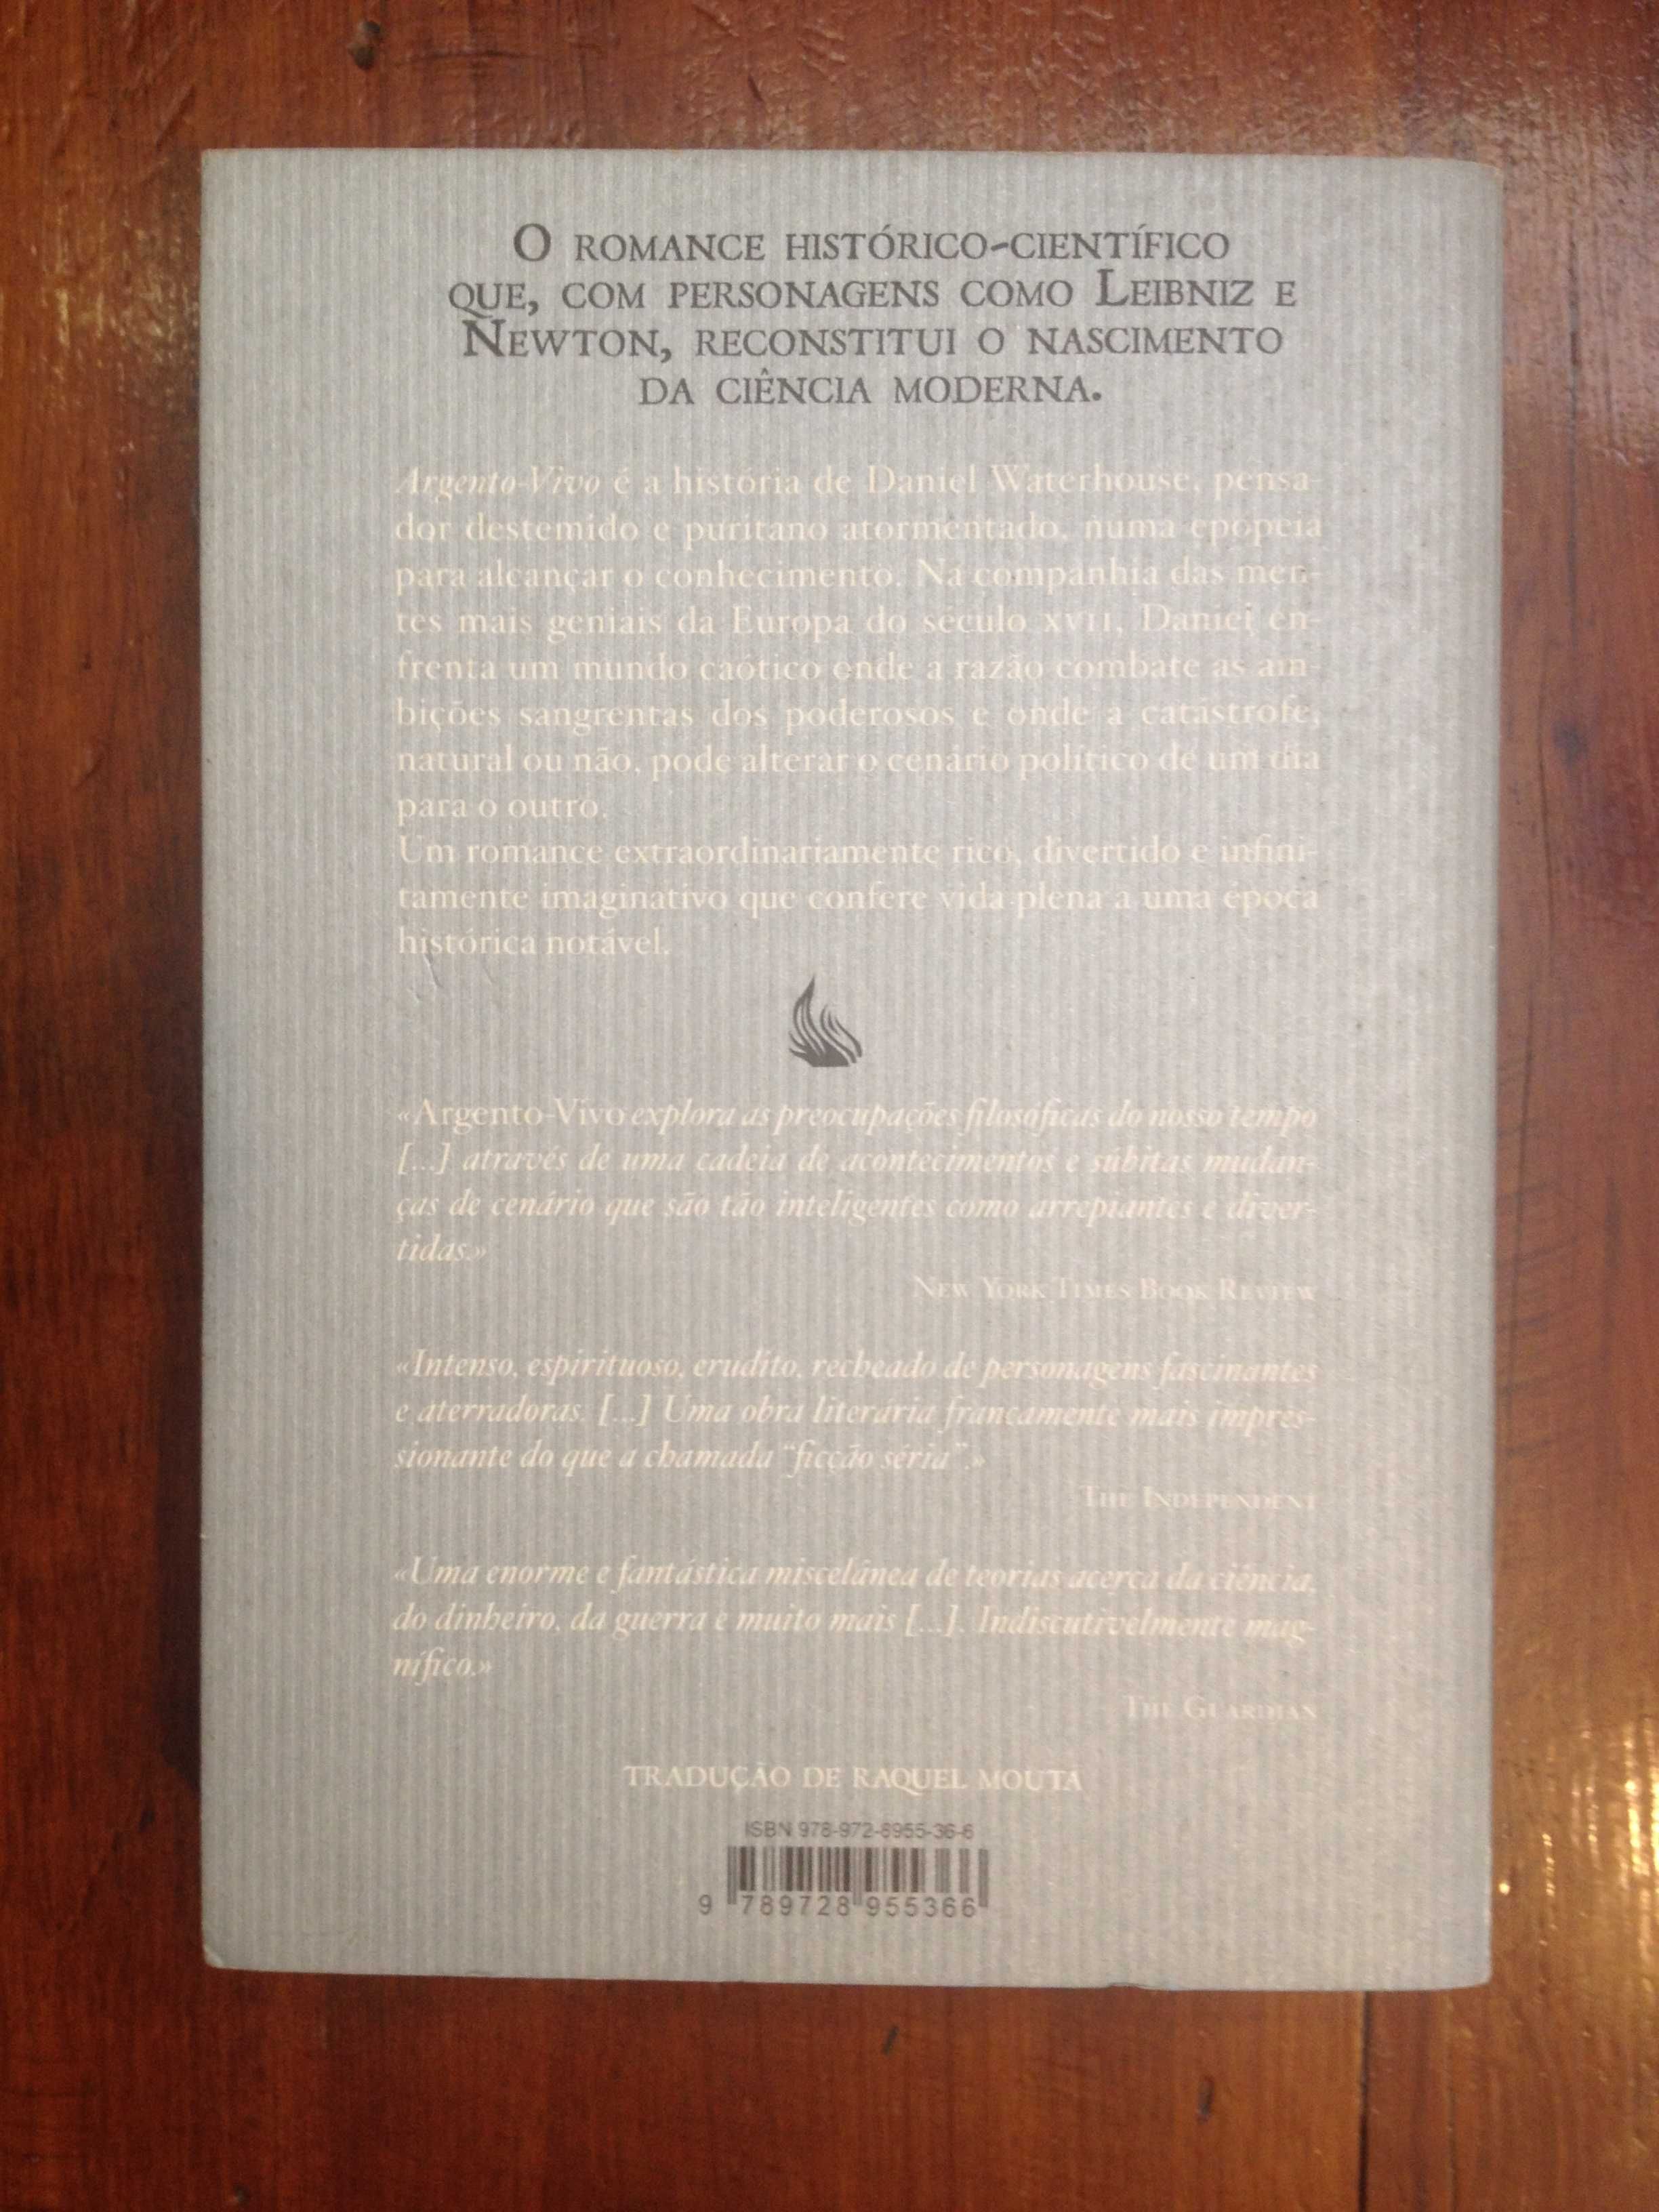 O ROMANCE HISTÓRICO-CIENTÍFICO
QUE, COM PERSONAGENS COMO LEIBNIZ E
NEWTON, RECONSTITUI O NASCIMENTO
DA CIÊNCIA MODERNA.
Argento-Vivo é a história de Daniel Waterhouse, pensa-
dor destemido e puritano atormentado, numa epopeia
para alcançar o conhecimento. Na companhia das men-
tes mais geniais da Europa do século XVII, Daniel en-
frenta um mundo caótico onde a razão combate as am-
bições sangrentas dos poderosos e onde a catástrofe,
natural ou não, pode alterar o cenário político de um dia
para o outro.
Um romance extraordinariamente rico, divertido e infini-
tamente imaginativo que confere vida plena a uma época
histórica notável.
«Argento-Vivo explora as preocupações filosóficas do nosso tempo
[...] através de uma cadeia de acontecimentos e súbitas mudan-
ças de cenário que são tão inteligentes como arrepiantes e diver-
tidas.»
NEW YORK TIMES BOOK REVIEW
«Intenso, espirituoso, erudito, recheado de personagens fascinantes
e aterradoras. [...] Uma obra literária francamente mais impres-
sionante do que a chamada "ficção séria".»
THE INDEPENDENT
«Uma enorme e fantástica miscelânea de teorias acerca da ciência,
do dinheiro, da guerra e muito mais [...]. Indiscutivelmente mag-
nífico.»
THE GUARDIAN
TRADUÇÃO DE RAQUEL MOUTA
ISBN 978-972-8955-36-6
9 789728 955366